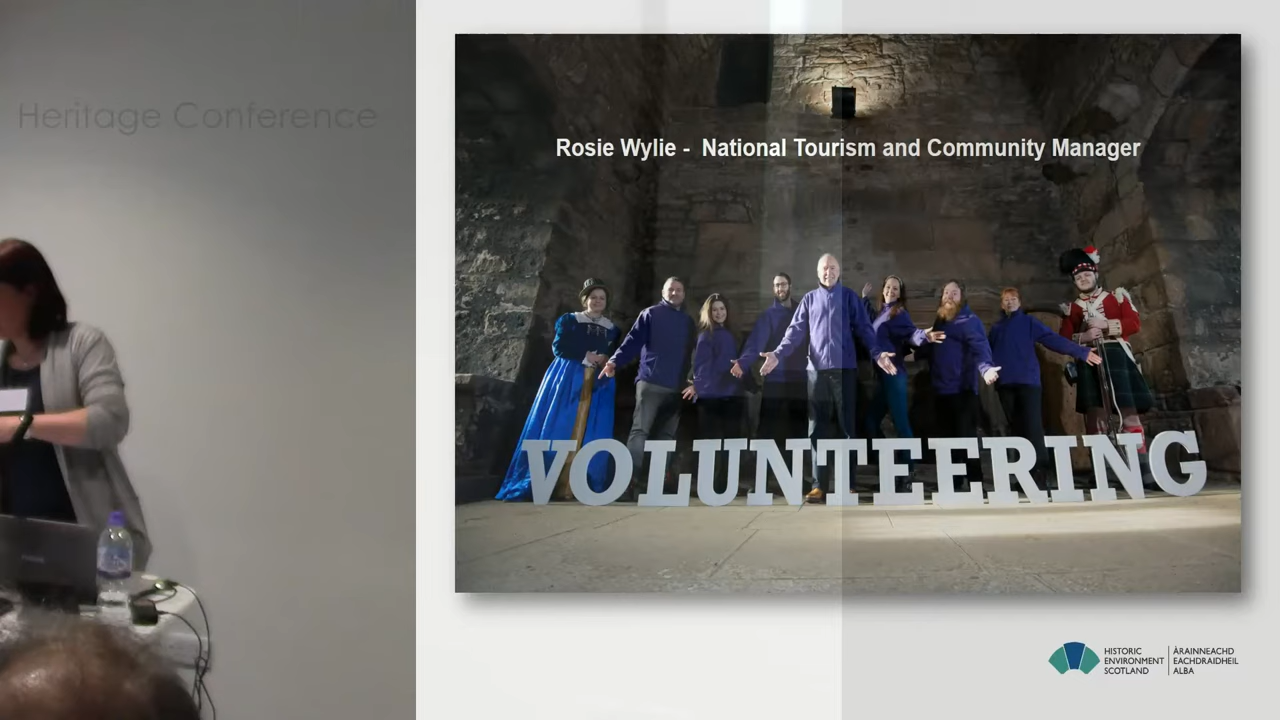 Heritage Conference
Rosie Wylie - National Tourism and Community Manager
VOLUNTEERING
HISTORIC
ENVIRONMENT
SCOTLAND
ÀRAINNEACHD
EACHDRAIDHEIL
ALBA